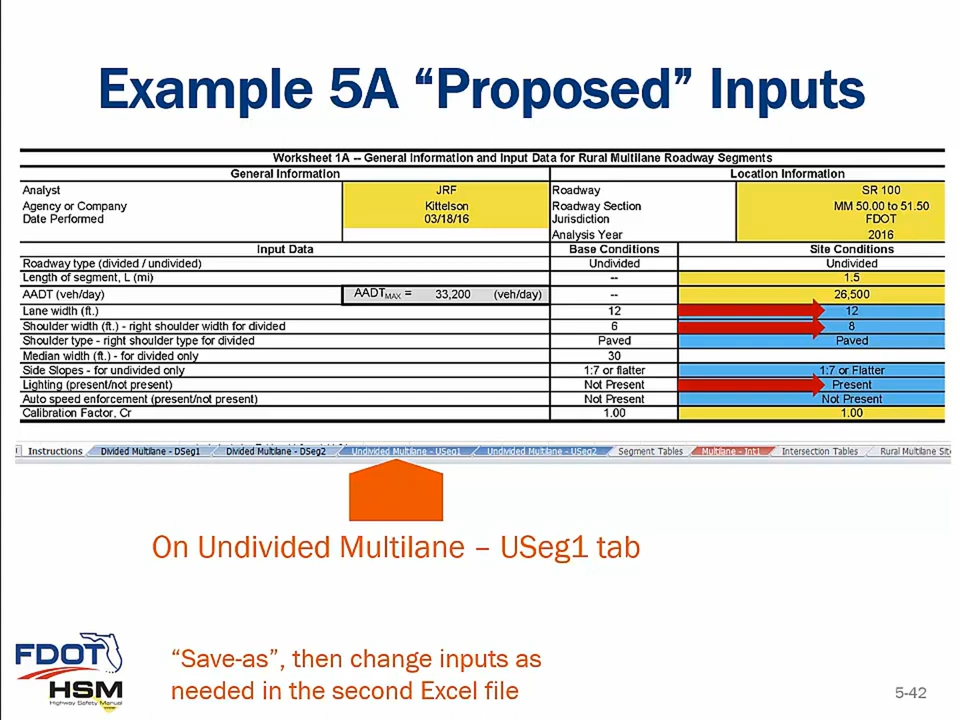 Example 5A “Proposed” Inputs
Worksheet 1A -- General Information and Input Data for Rural Multilane Roadway Segments
General Information Location Information
Analyst JRF Roadway SR 100
Agency or Company Kittelson Roadway Section MM 50.00 to 51.50
Date Performed 03/18/16 Jurisdiction FDOT
Analysis Year 2016
Input Data Base Conditions Site Conditions
Roadway type (divided / undivided) Undivided Undivided
Length of segment, L (mi) -- 1.5
AADT (veh/day) AADTMAX = 33,200 (veh/day) -- 26,500
Lane width (ft.) 12 12
Shoulder width (ft.) - right shoulder width for divided 6 8
Shoulder type - right shoulder type for divided Paved Paved
Median width (ft.) - for divided only 30
Side Slopes - for undivided only 1:7 or flatter 1:7 or Flatter
Lighting (present/not present) Not Present Present
Auto speed enforcement (present/not present) Not Present Not Present
Calibration Factor, Cr 1.00 1.00
Instructions Divided Multilane - DSeg1 Divided Multilane - DSeg2 Undivided Multilane - USeg1 Undivided Multilane - USeg2 Segment Tables Multilane - Int1 Intersection Tables Rural Multilane Sit
On Undivided Multilane – USeg1 tab
FDOT
HSM
Highway Safety Manual
“Save-as”, then change inputs as
needed in the second Excel file
5-42